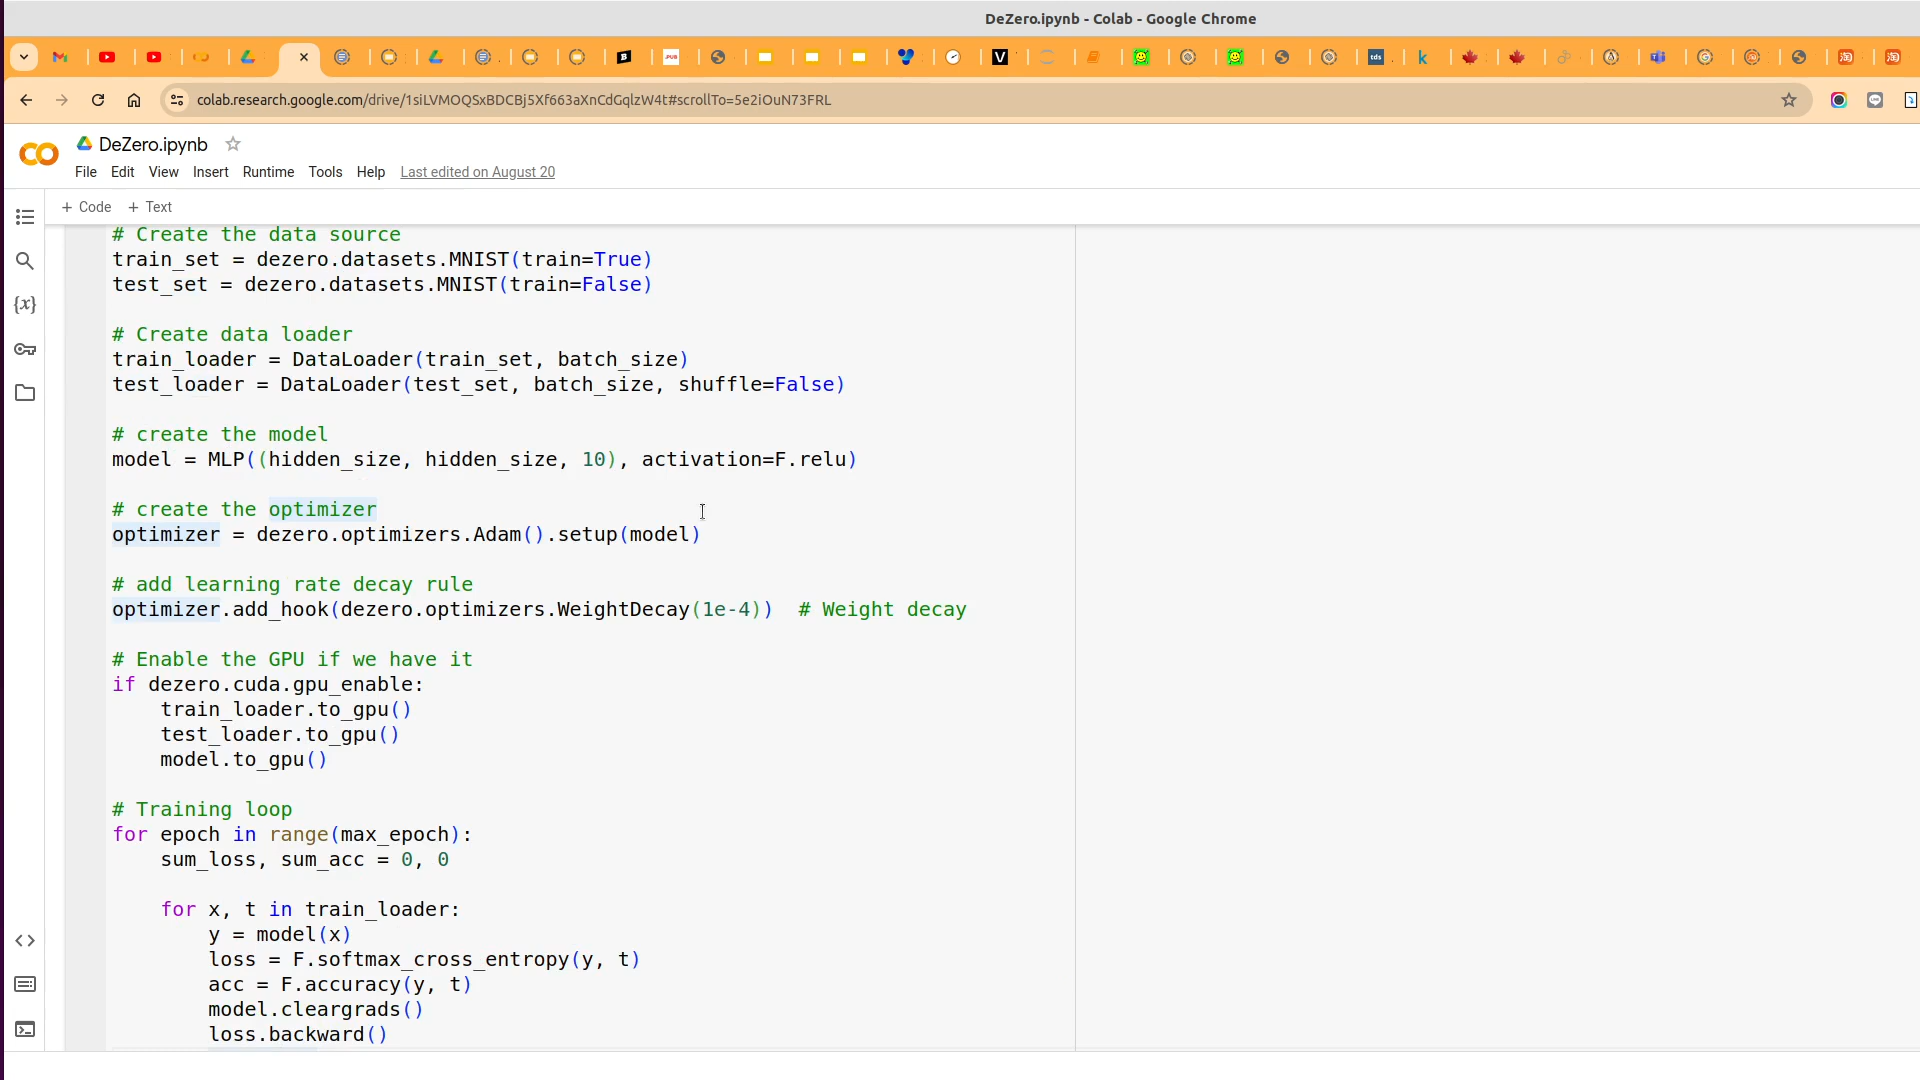 DeZero.ipynb - Colab - Google Chrome
colab.research.google.com/drive/1siLVMOQSxBDCBj5Xf663aXnCdGqlzW4t#scrollTo=5e2iOuN73FRL
DeZero.ipynb
File Edit View Insert Runtime Tools Help Last edited on August 20
+ Code + Text
# Create the data source
train_set = dezero.datasets.MNIST(train=True)
test_set = dezero.datasets.MNIST(train=False)
# Create data loader
train_loader = DataLoader(train_set, batch_size)
test_loader = DataLoader(test_set, batch_size, shuffle=False)
# create the model
model = MLP((hidden_size, hidden_size, 10), activation=F.relu)
# create the optimizer
optimizer = dezero.optimizers.Adam().setup(model)
# add learning rate decay rule
optimizer.add_hook(dezero.optimizers.WeightDecay(1e-4))  # Weight decay
# Enable the GPU if we have it
if dezero.cuda.gpu_enable:
    train_loader.to_gpu()
    test_loader.to_gpu()
    model.to_gpu()
# Training loop
for epoch in range(max_epoch):
    sum_loss, sum_acc = 0, 0
    for x, t in train_loader:
        y = model(x)
        loss = F.softmax_cross_entropy(y, t)
        acc = F.accuracy(y, t)
        model.cleargrads()
        loss.backward()